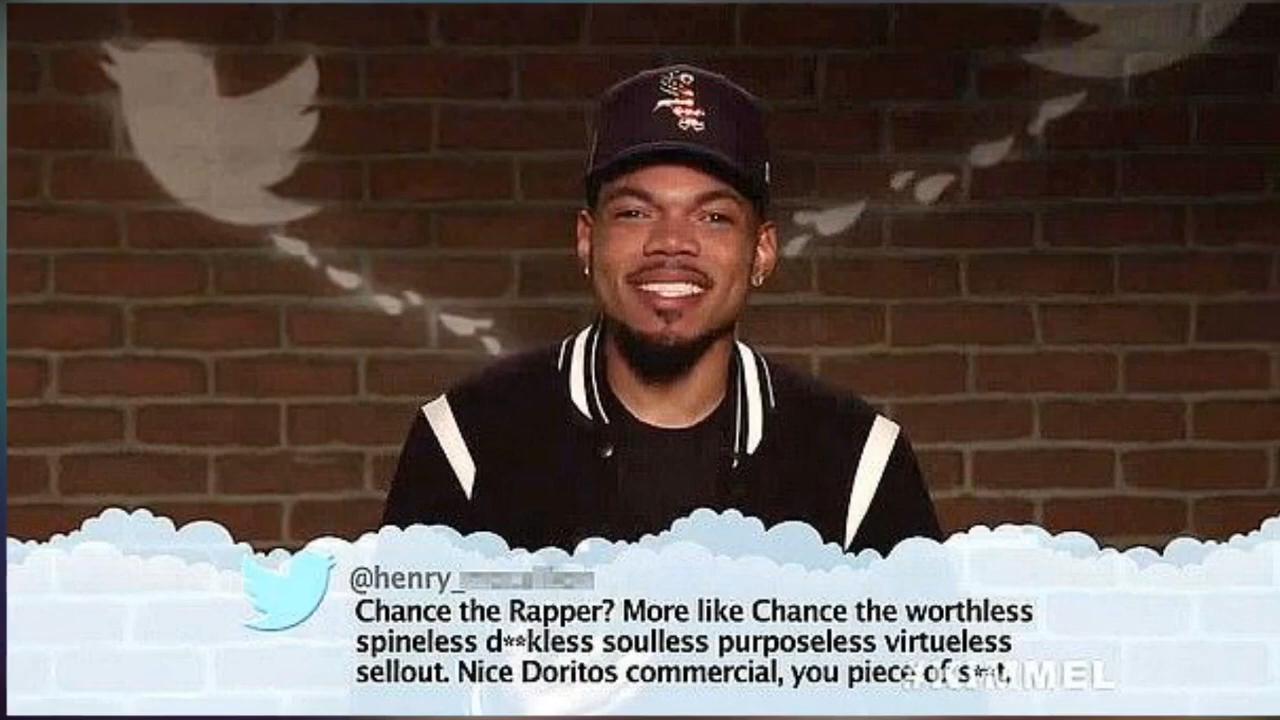 @henry_
Chance the Rapper? More like Chance the worthless
spineless d**kless soulless purposeless virtueless
sellout. Nice Doritos commercial, you piece of s**t.